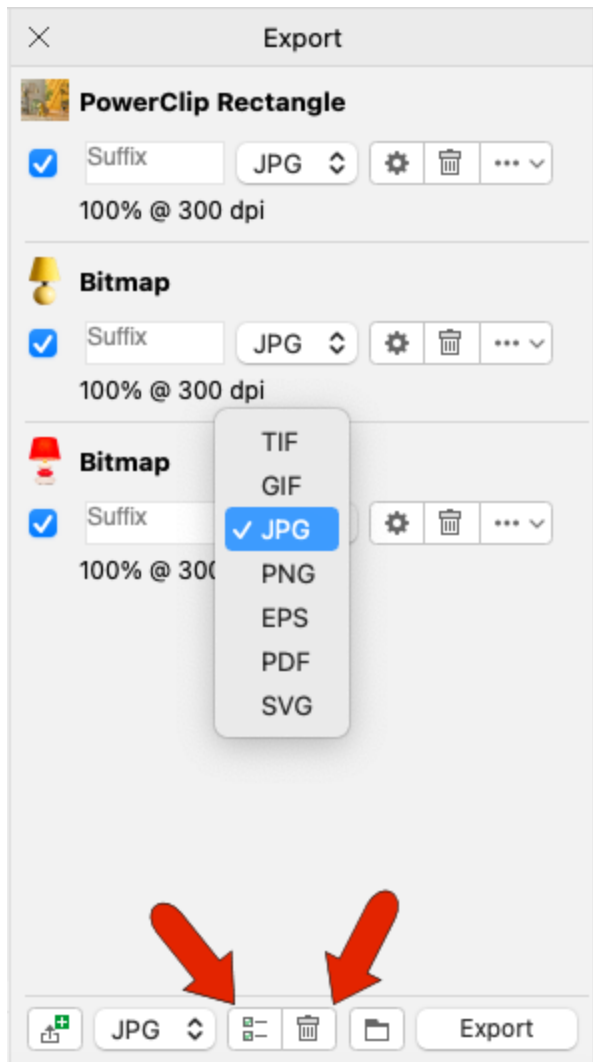 Export
PowerClip Rectangle
Suffix JPG
100% @ 300 dpi
Bitmap
Suffix JPG
100% @ 300 dpi
Bitmap
Suffix
100% @ 300
TIF
GIF
JPG
PNG
EPS
PDF
SVG
JPG Export